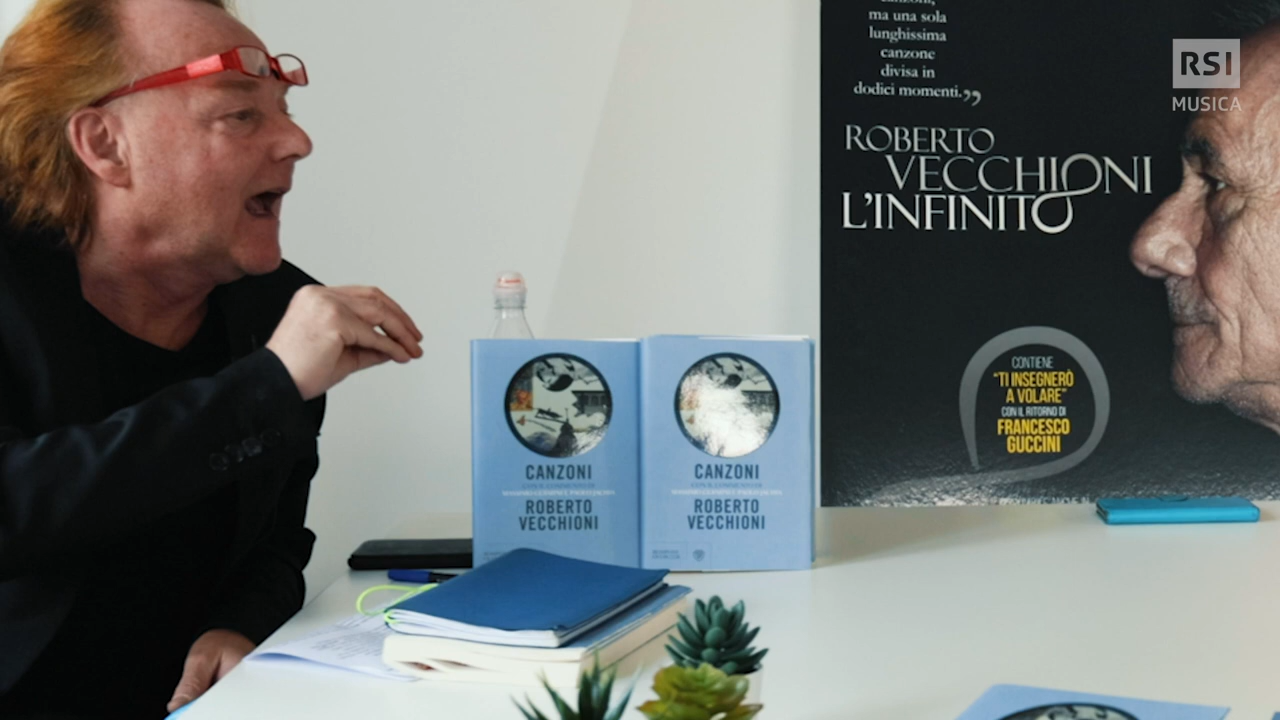 canzoni,
ma una sola
lunghissima
canzone
divisa in
dodici momenti.”
RSI
MUSICA
ROBERTO
VECCHIONI
L'INFINITO
CONTIENE
"TI INSEGNERÒ
A VOLARE"
CON IL RITORNO DI
FRANCESCO
GUCCINI
CANZONI
ROBERTO
VECCHIONI
CANZONI
ROBERTO
VECCHIONI